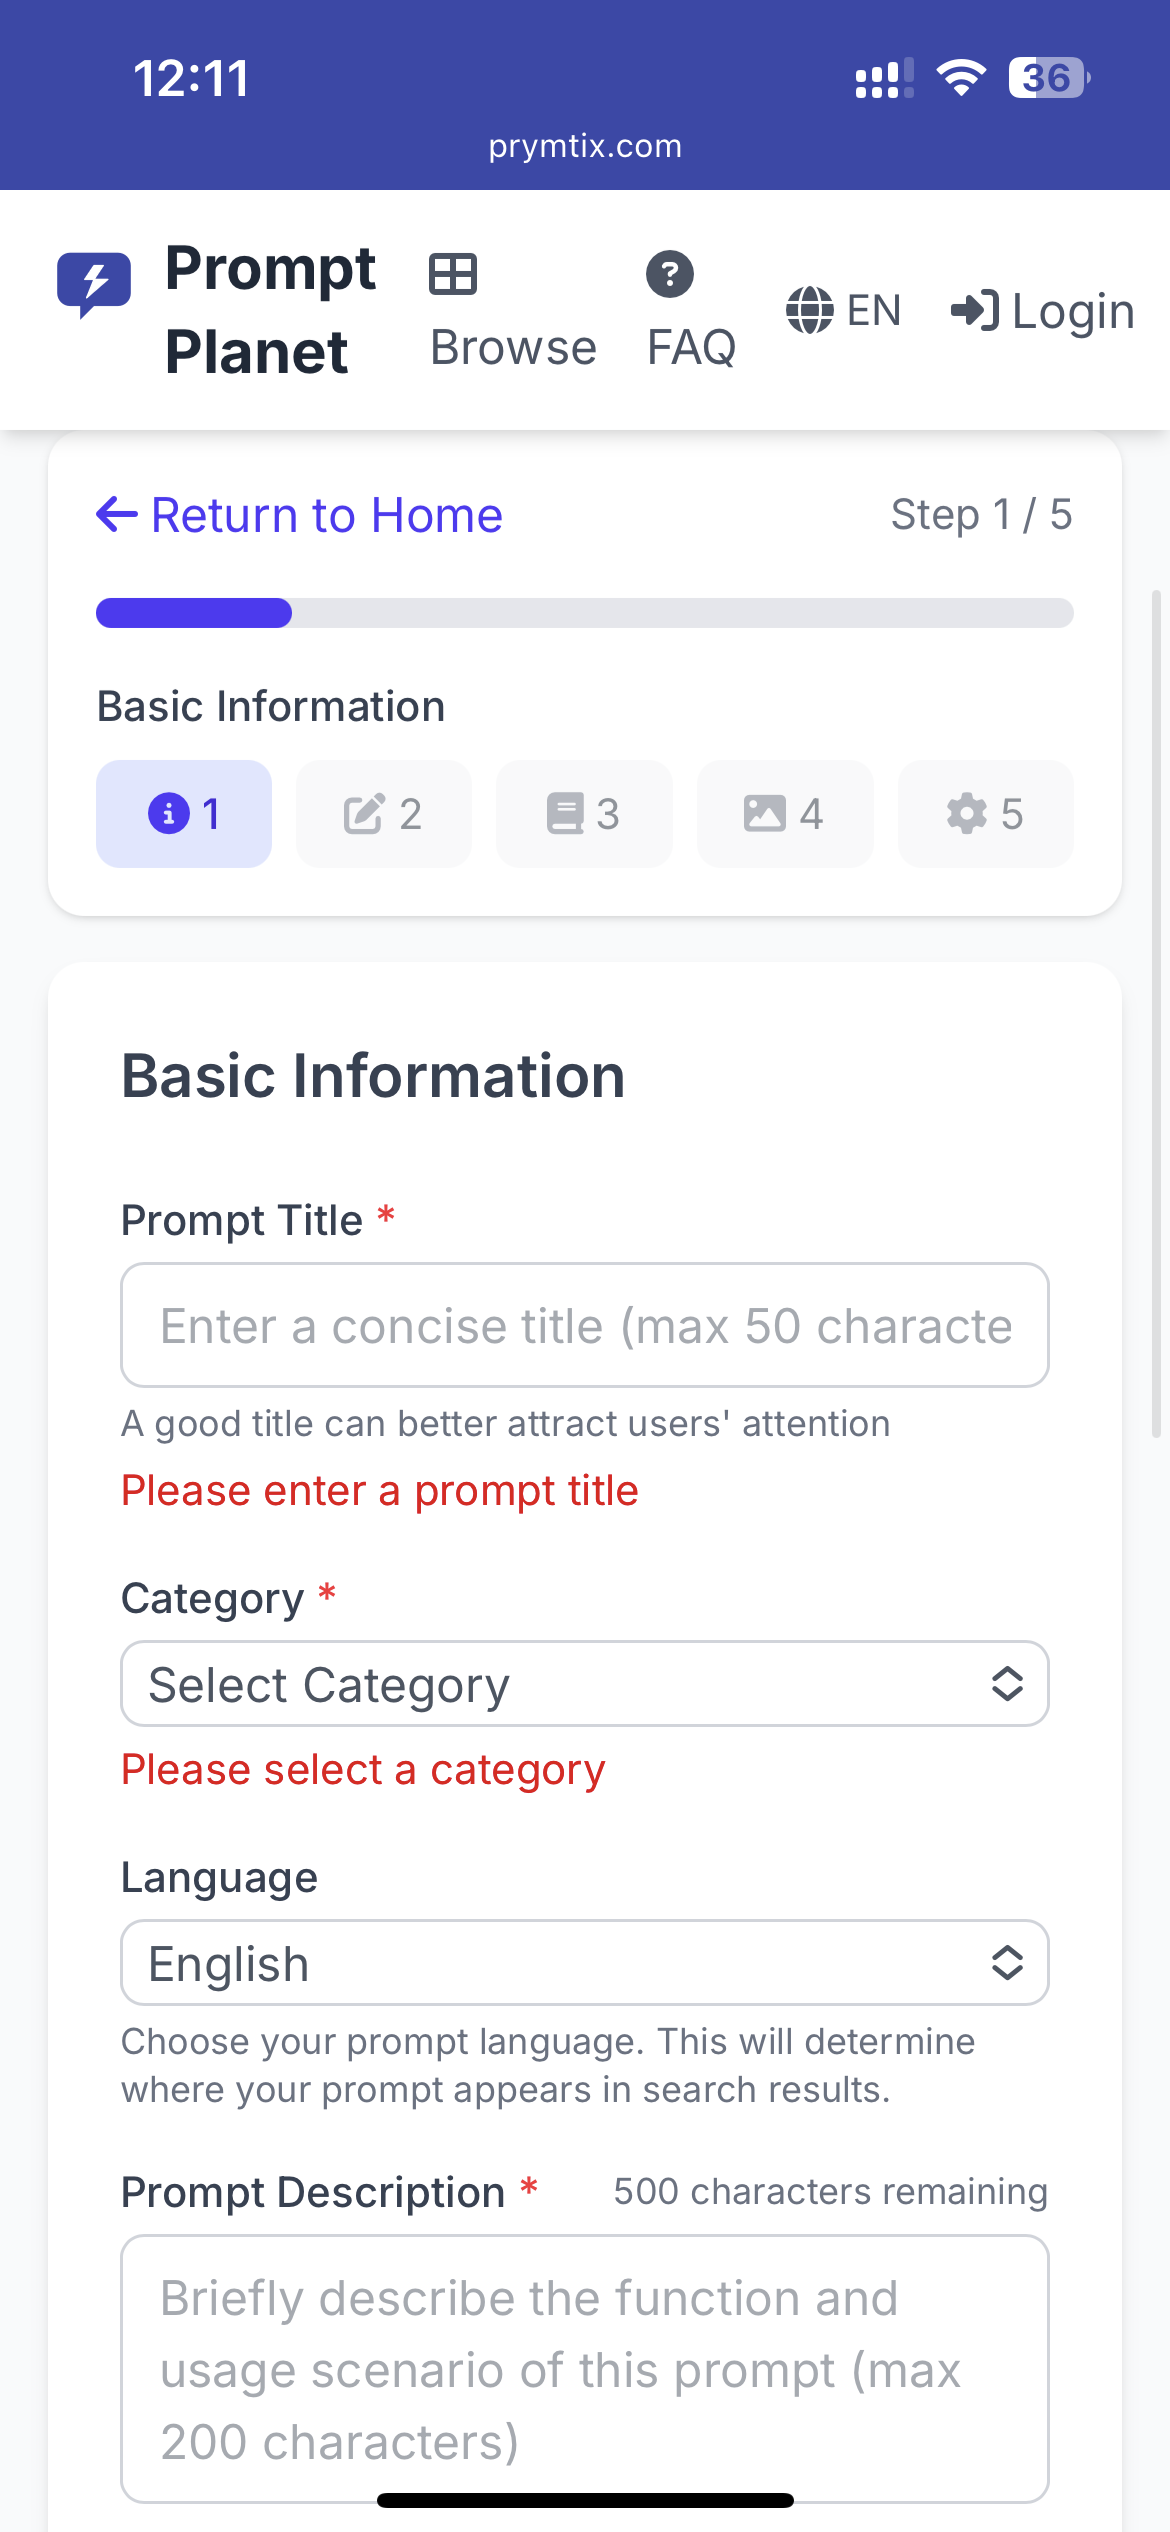 12:11
36
prymtix.com
Prompt
Planet
Browse
FAQ
EN
Login
Return to Home
Step 1 / 5
Basic Information
1
2
3
4
5
Basic Information
Prompt Title *
Enter a concise title (max 50 characte
A good title can better attract users' attention
Please enter a prompt title
Category *
Select Category
Please select a category
Language
English
Choose your prompt language. This will determine
where your prompt appears in search results.
Prompt Description *
500 characters remaining
Briefly describe the function and
usage scenario of this prompt (max
200 characters)